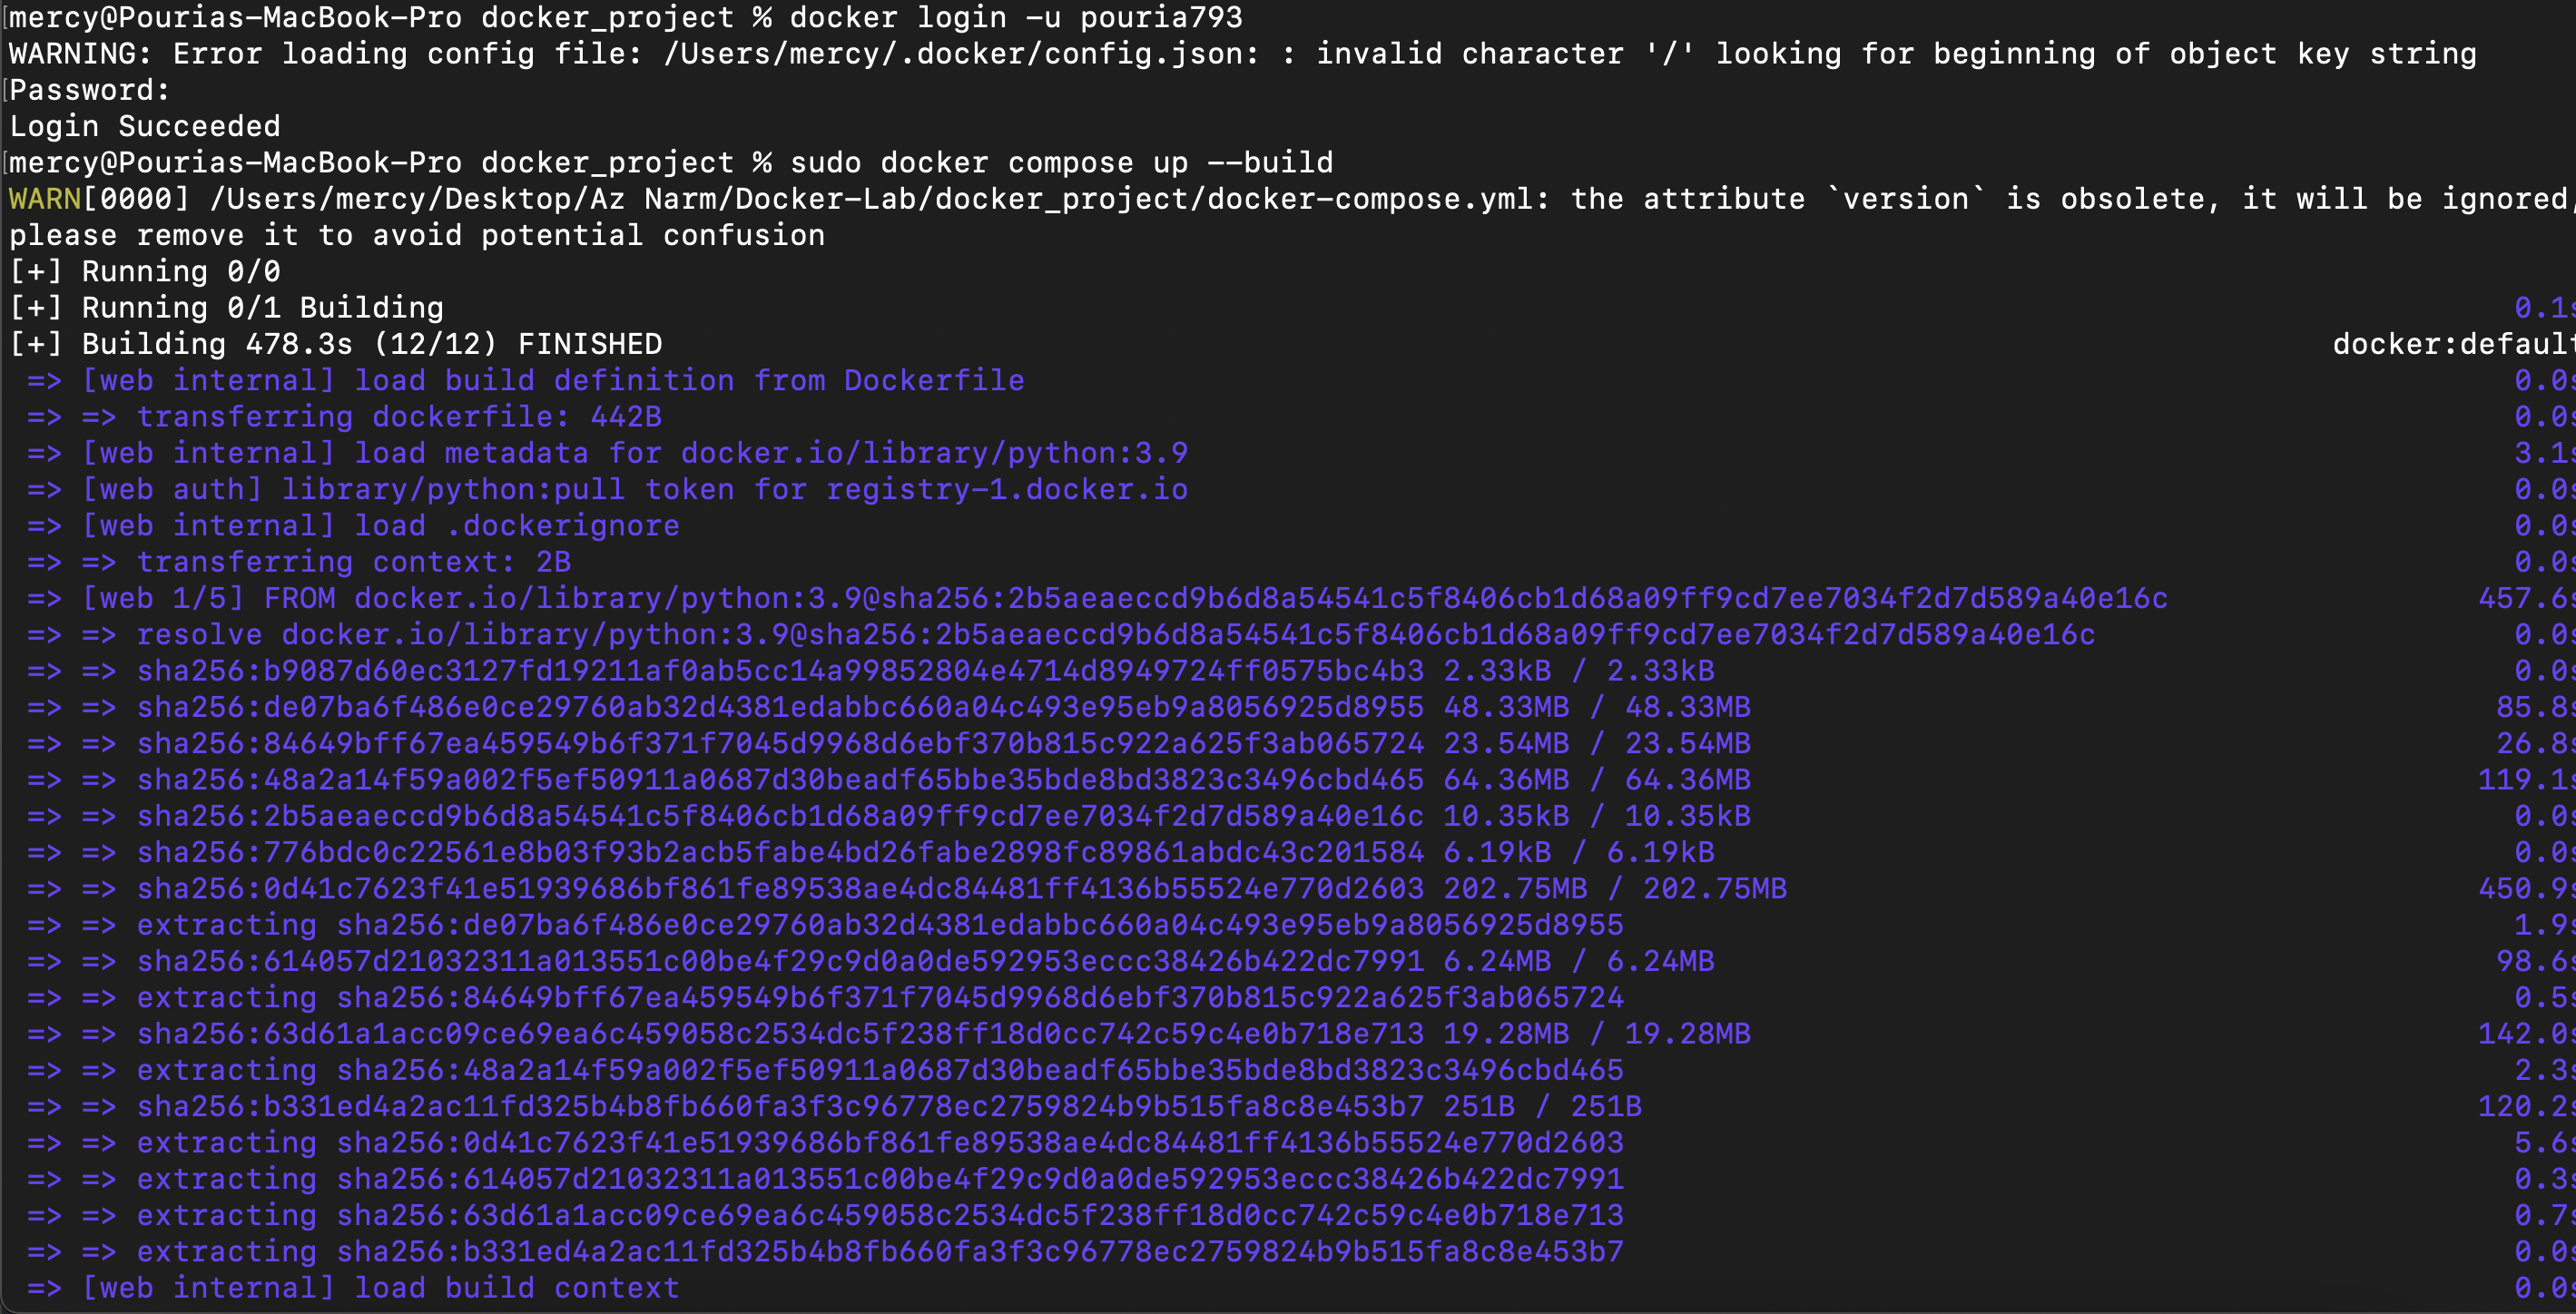 mercy@Pourias-MacBook-Pro docker_project % docker login -u pouria793
WARNING: Error loading config file: /Users/mercy/.docker/config.json: : invalid character '/' looking for beginning of object key string
Password:
Login Succeeded
mercy@Pourias-MacBook-Pro docker_project % sudo docker compose up --build
WARN[0000] /Users/mercy/Desktop/Az Narm/Docker-Lab/docker_project/docker-compose.yml: the attribute `version` is obsolete, it will be ignored,
please remove it to avoid potential confusion
[+] Running 0/0
[+] Running 0/1 Building 0.1s
[+] Building 478.3s (12/12) FINISHED docker:default
=> [web internal] load build definition from Dockerfile 0.0s
=> => transferring dockerfile: 442B 0.0s
=> [web internal] load metadata for docker.io/library/python:3.9 3.1s
=> [web auth] library/python:pull token for registry-1.docker.io 0.0s
=> [web internal] load .dockerignore 0.0s
=> => transferring context: 2B 0.0s
=> [web 1/5] FROM docker.io/library/python:3.9@sha256:2b5aeaeccd9b6d8a54541c5f8406cb1d68a09ff9cd7ee7034f2d7d589a40e16c 457.6s
=> => resolve docker.io/library/python:3.9@sha256:2b5aeaeccd9b6d8a54541c5f8406cb1d68a09ff9cd7ee7034f2d7d589a40e16c 0.0s
=> => sha256:b9087d60ec3127fd19211af0ab5cc14a99852804e4714d8949724ff0575bc4b3 2.33kB / 2.33kB 0.0s
=> => sha256:de07ba6f486e0ce29760ab32d4381edabbc660a04c493e95eb9a8056925d8955 48.33MB / 48.33MB 85.8s
=> => sha256:84649bff67ea459549b6f371f7045d9968d6ebf370b815c922a625f3ab065724 23.54MB / 23.54MB 26.8s
=> => sha256:48a2a14f59a002f5ef50911a0687d30beadf65bbe35bde8bd3823c3496cbd465 64.36MB / 64.36MB 119.1s
=> => sha256:2b5aeaeccd9b6d8a54541c5f8406cb1d68a09ff9cd7ee7034f2d7d589a40e16c 10.35kB / 10.35kB 0.0s
=> => sha256:776bdc0c22561e8b03f93b2acb5fabe4bd26fabe2898fc89861abdc43c201584 6.19kB / 6.19kB 0.0s
=> => sha256:0d41c7623f41e51939686bf861fe89538ae4dc84481ff4136b55524e770d2603 202.75MB / 202.75MB 450.9s
=> => extracting sha256:de07ba6f486e0ce29760ab32d4381edabbc660a04c493e95eb9a8056925d8955 1.9s
=> => sha256:614057d21032311a013551c00be4f29c9d0a0de592953eccc38426b422dc7991 6.24MB / 6.24MB 98.6s
=> => extracting sha256:84649bff67ea459549b6f371f7045d9968d6ebf370b815c922a625f3ab065724 0.5s
=> => sha256:63d61a1acc09ce69ea6c459058c2534dc5f238ff18d0cc742c59c4e0b718e713 19.28MB / 19.28MB 142.0s
=> => extracting sha256:48a2a14f59a002f5ef50911a0687d30beadf65bbe35bde8bd3823c3496cbd465 2.3s
=> => sha256:b331ed4a2ac11fd325b4b8fb660fa3f3c96778ec2759824b9b515fa8c8e453b7 251B / 251B 120.2s
=> => extracting sha256:0d41c7623f41e51939686bf861fe89538ae4dc84481ff4136b55524e770d2603 5.6s
=> => extracting sha256:614057d21032311a013551c00be4f29c9d0a0de592953eccc38426b422dc7991 0.3s
=> => extracting sha256:63d61a1acc09ce69ea6c459058c2534dc5f238ff18d0cc742c59c4e0b718e713 0.7s
=> => extracting sha256:b331ed4a2ac11fd325b4b8fb660fa3f3c96778ec2759824b9b515fa8c8e453b7 0.0s
=> [web internal] load build context 0.0s